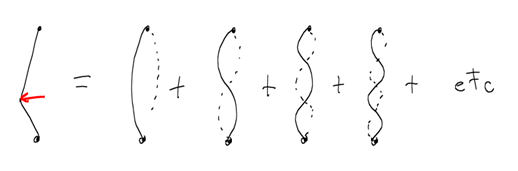 = + + + + etc